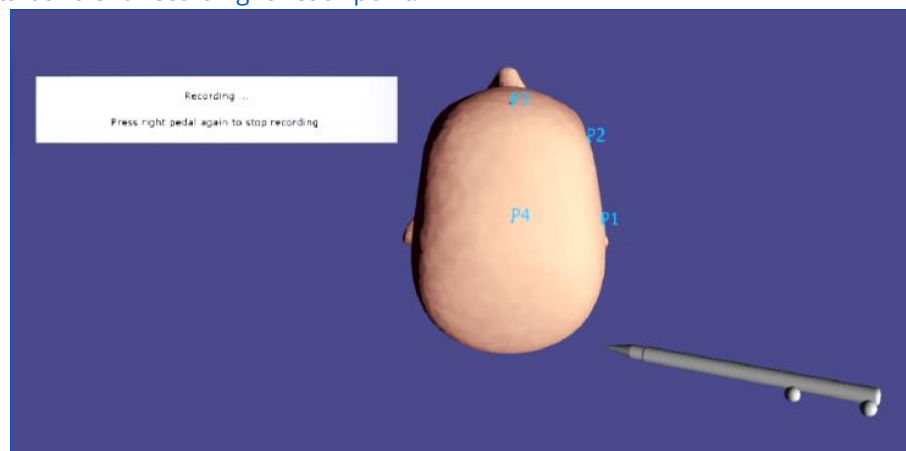 Recording ...
Press right pedal again to stop recording
P3
P2
P4
P1